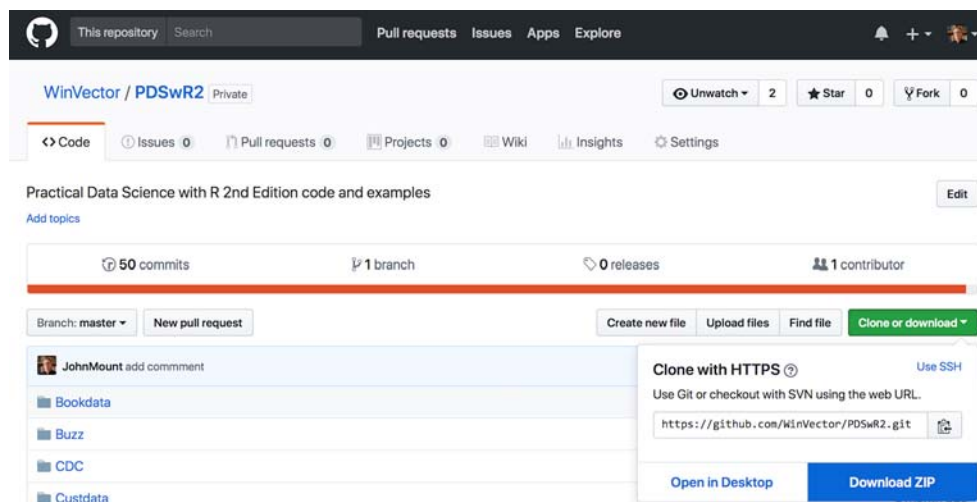 This repository Search Pull requests Issues Apps Explore
WinVector / PDSwR2 Private Unwatch 2 Star 0 Fork 0
Code Issues 0 Pull requests 0 Projects 0 Wiki Insights Settings
Practical Data Science with R 2nd Edition code and examples Edit
Add topics
50 commits 1 branch 0 releases 1 contributor
Branch: master New pull request Create new file Upload files Find file Clone or download
JohnMount add commment
Clone with HTTPS Use SSH
Use Git or checkout with SVN using the web URL.
https://github.com/WinVector/PDSwR2.git
Open in Desktop Download ZIP
Bookdata
Buzz
CDC
Custdata